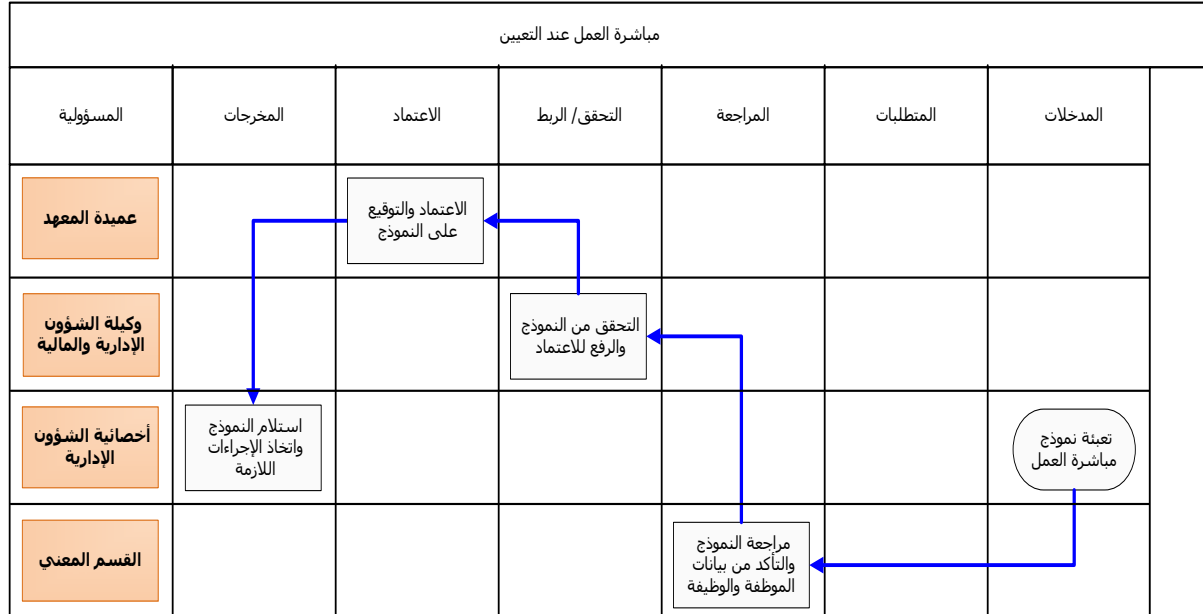 مباشرة العمل عند التعيين
المدخلات
المتطلبات
المراجعة
التحقق/ الربط
الاعتماد
المخرجات
المسؤولية
الاعتماد والتوقيع
على النموذج
عميدة المعهد
التحقق من النموذج
والرفع للاعتماد
وكيلة الشؤون
الإدارية والمالية
تعبئة نموذج
مباشرة العمل
استلام النموذج
واتخاذ الإجراءات
اللازمة
أخصائية الشؤون
الإدارية
مراجعة النموذج
والتأكد من بيانات
الموظفة والوظيفة
القسم المعني